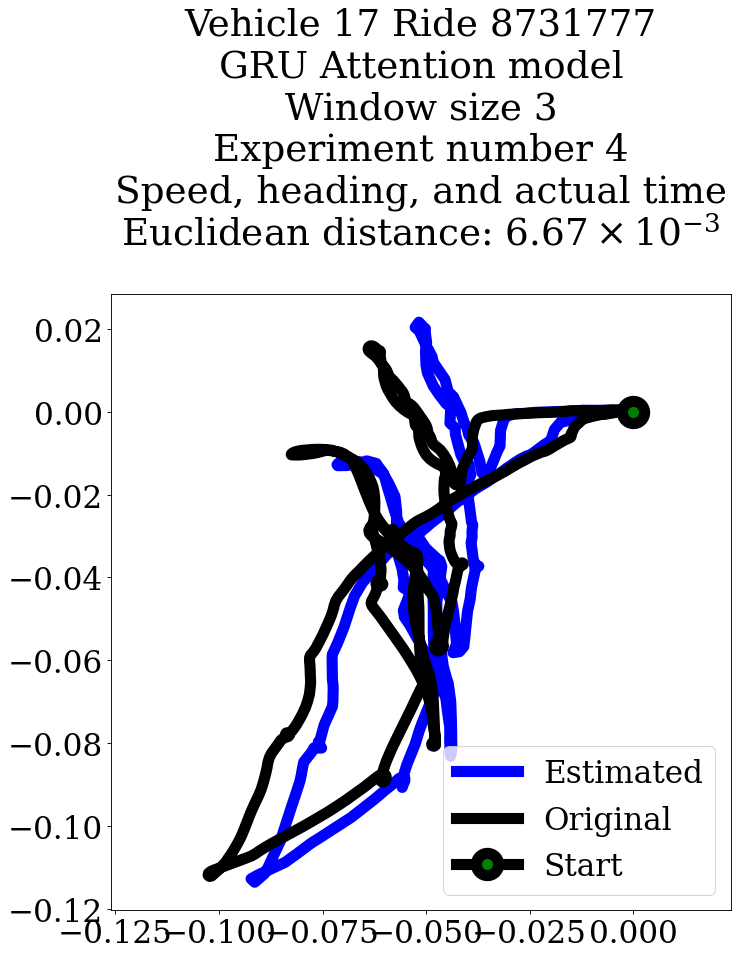 Vehicle 17 Ride 8731777
GRU Attention model
Window size 3
Experiment number 4
Speed, heading, and actual time
Euclidean distance: 6.67 × 10⁻³
0.02
0.00
−0.02
−0.04
−0.06
−0.08
−0.10
−0.12
Estimated
Original
Start
−0.125 −0.100 −0.075 −0.050 −0.025 0.000